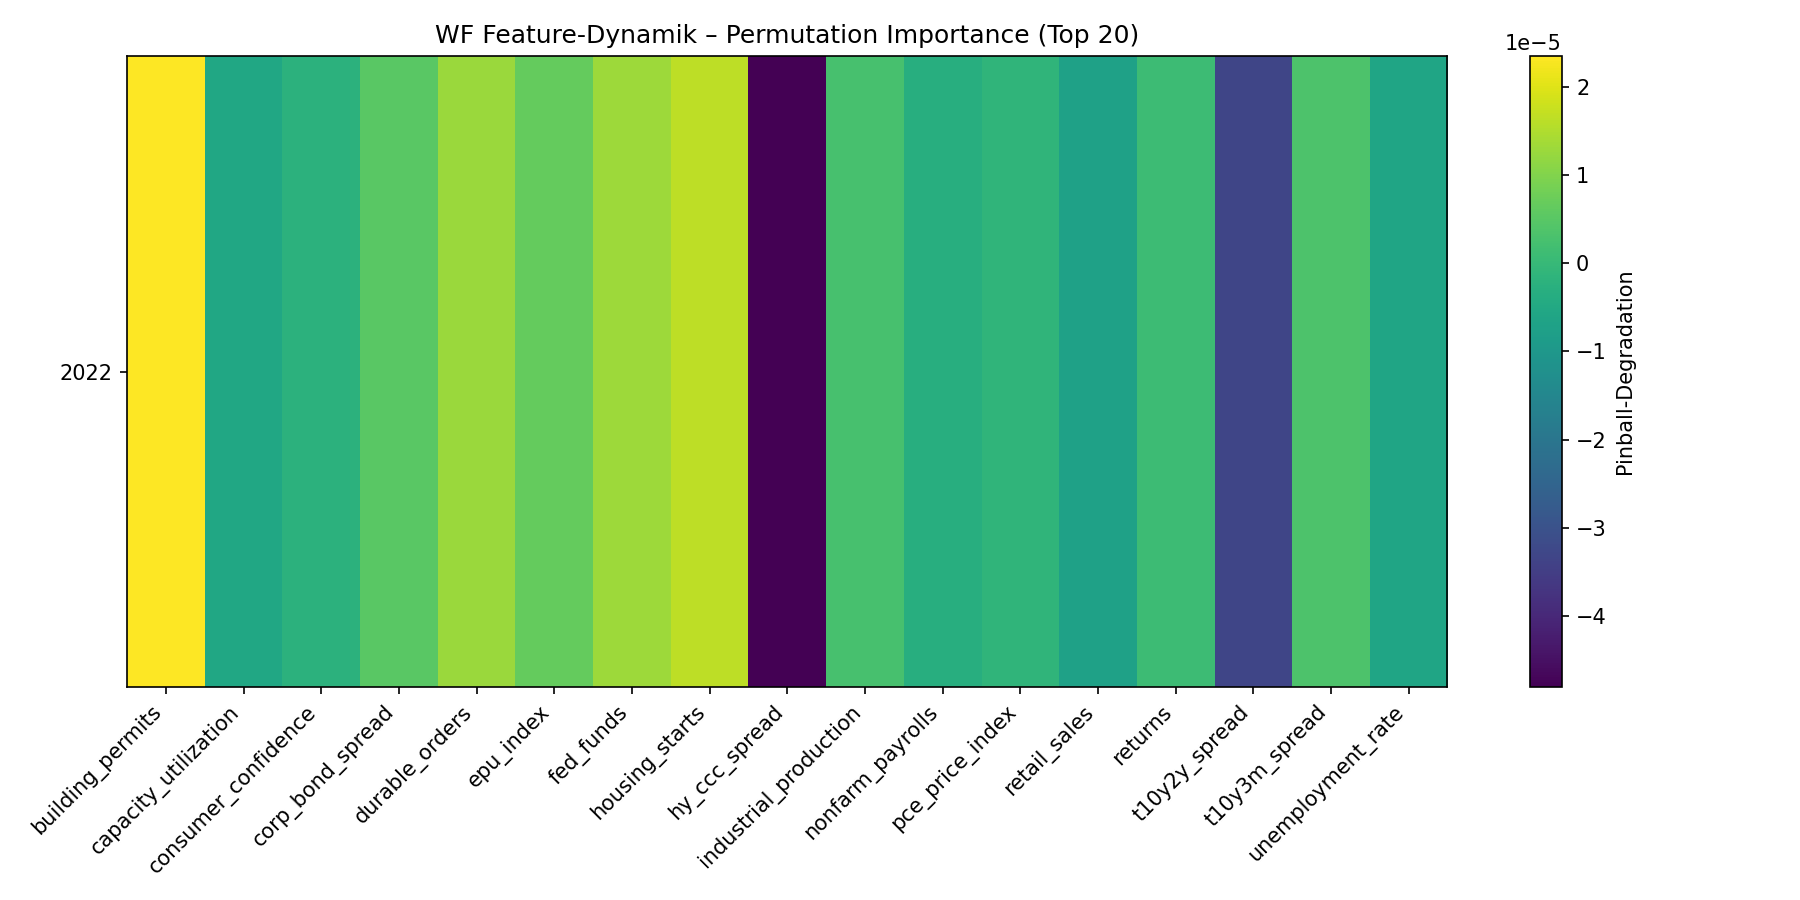 WF Feature-Dynamik – Permutation Importance (Top 20)
1e−5
2
1
0
−1
−2
−3
−4
Pinball-Degradation
2022
building_permits
capacity_utilization
consumer_confidence
corp_bond_spread
durable_orders
epu_index
fed_funds
housing_starts
hy_ccc_spread
industrial_production
nonfarm_payrolls
pce_price_index
retail_sales
returns
t10y2y_spread
t10y3m_spread
unemployment_rate